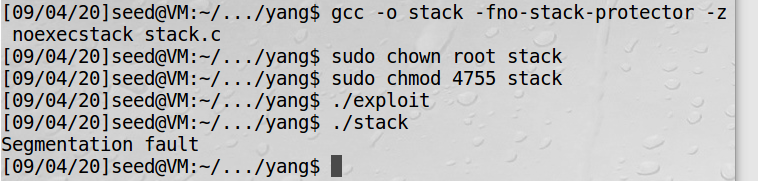 [09/04/20]seed@VM:~/.../yang$ gcc -o stack -fno-stack-protector -z
 noexecstack stack.c
[09/04/20]seed@VM:~/.../yang$ sudo chown root stack
[09/04/20]seed@VM:~/.../yang$ sudo chmod 4755 stack
[09/04/20]seed@VM:~/.../yang$ ./exploit
[09/04/20]seed@VM:~/.../yang$ ./stack
Segmentation fault
[09/04/20]seed@VM:~/.../yang$